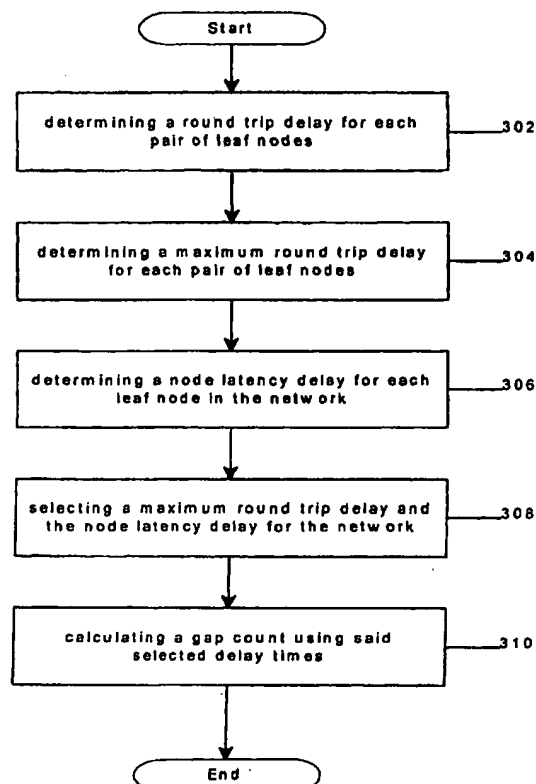 Start
determining a round trip delay for each
pair of leaf nodes
302
determining a maximum round trip delay
for each pair of leaf nodes
304
determining a node latency delay for each
leaf node in the network
306
selecting a maximum round trip delay and
the node latency delay for the network
308
calculating a gap count using said
selected delay times
310
End